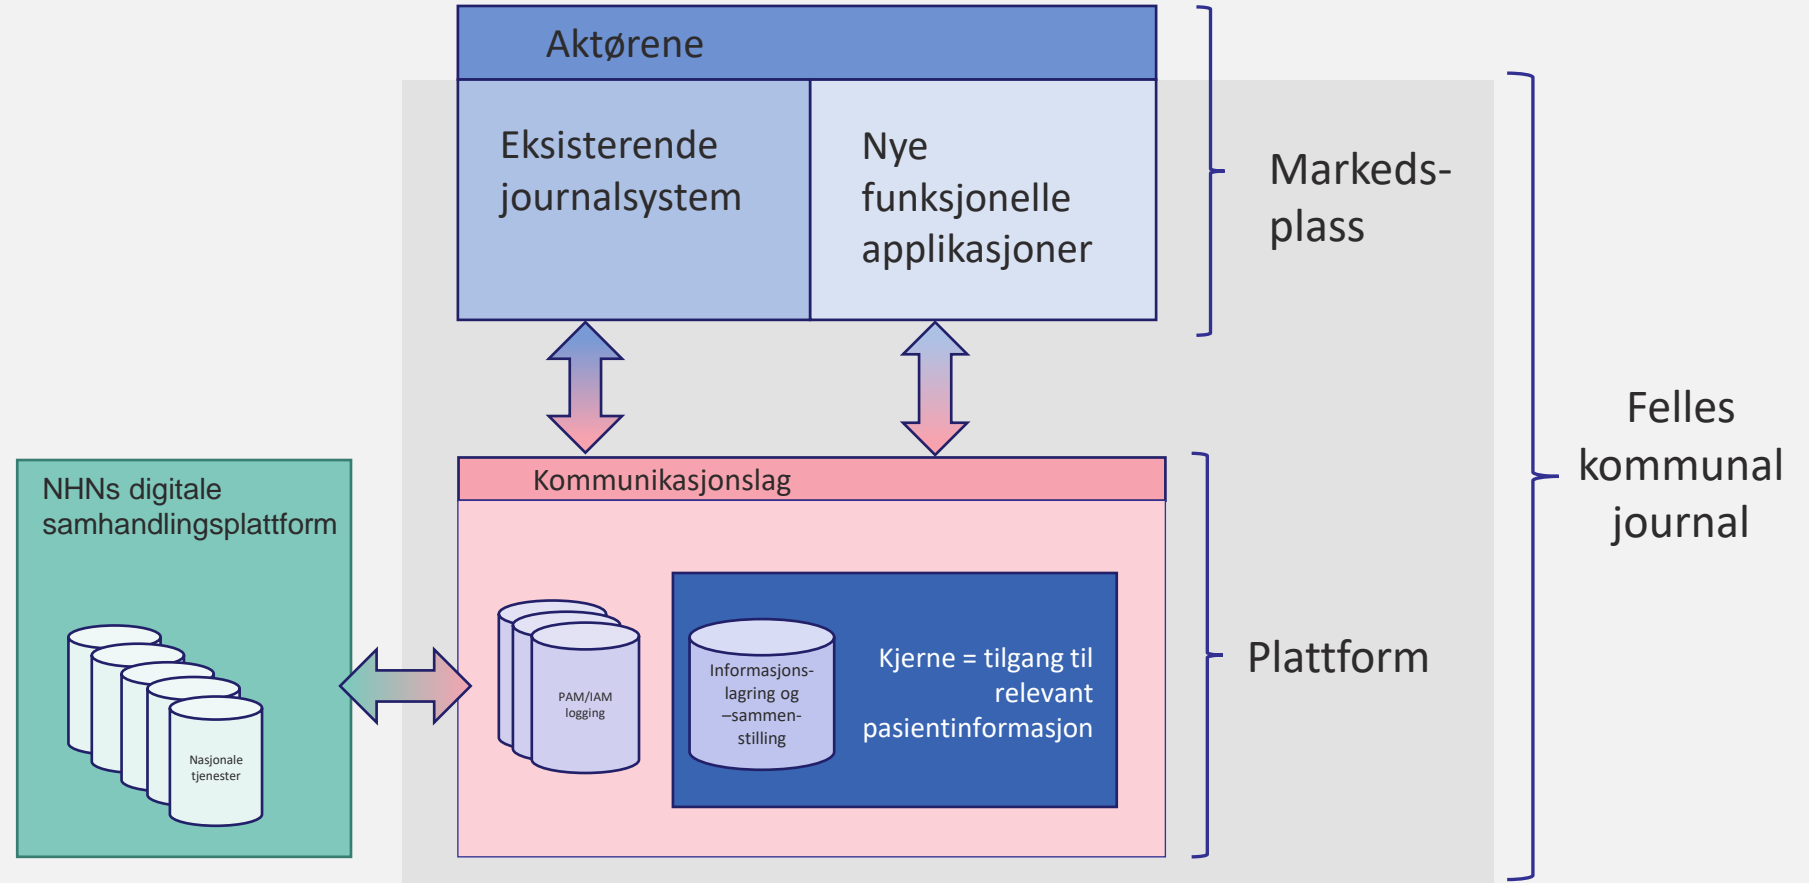 Aktørene
Eksisterende
journalsystem
Nye
funksjonelle
applikasjoner
Markeds-
plass
Felles
kommunal
journal
NHNs digitale
samhandlingsplattform
Nasjonale
tjenester
Kommunikasjonslag
PAM/IAM
logging
Informasjons-
lagring og
–sammen-
stilling
Kjerne = tilgang til
relevant
pasientinformasjon
Plattform